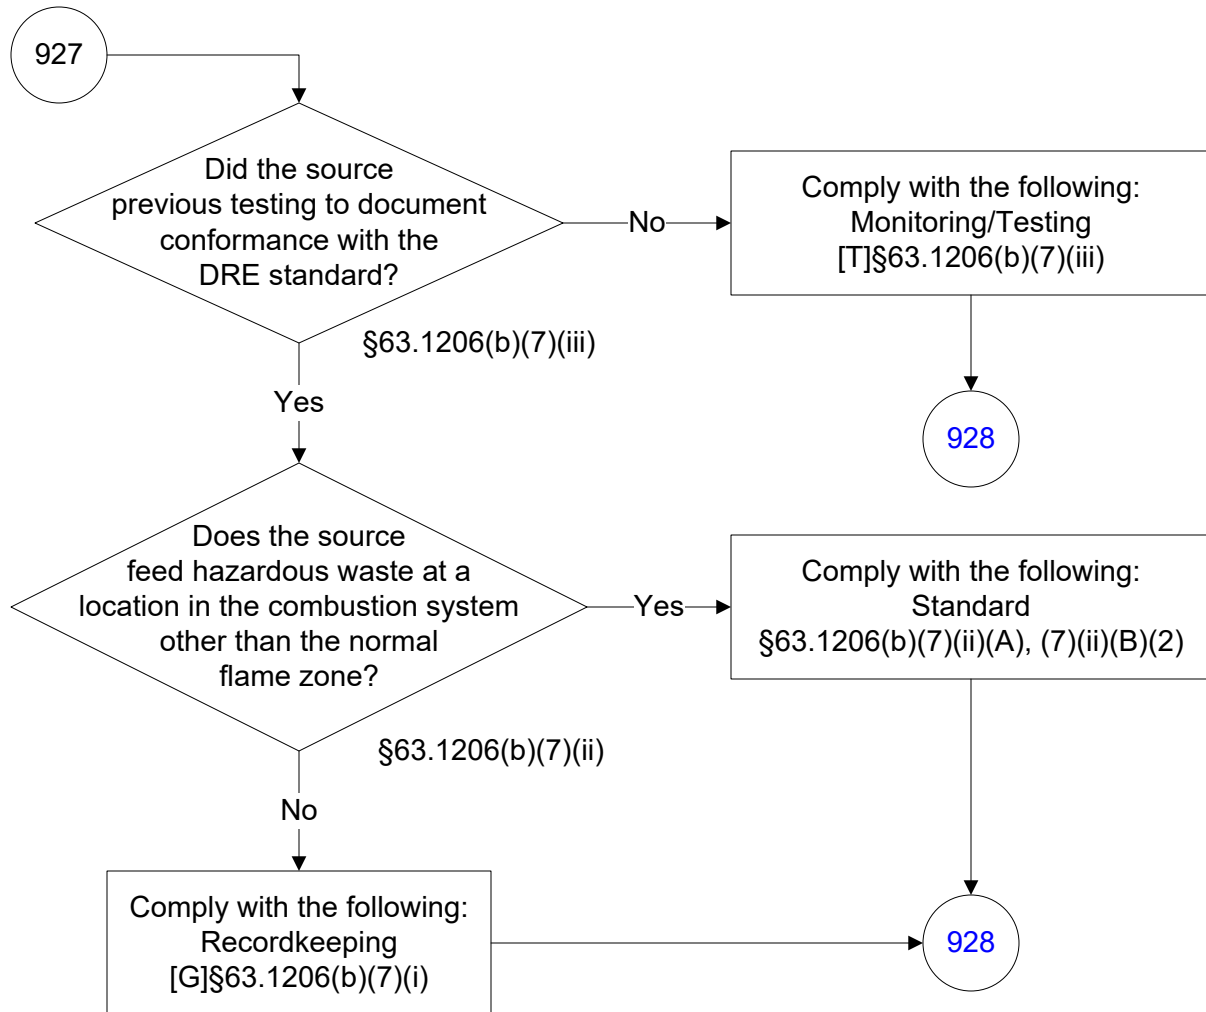 927
Did the source
previous testing to document
conformance with the
DRE standard?
§63.1206(b)(7)(iii)
No
Comply with the following:
Monitoring/Testing
[T]§63.1206(b)(7)(iii)
928
Yes
Does the source
feed hazardous waste at a
location in the combustion system
other than the normal
flame zone?
§63.1206(b)(7)(ii)
Yes
Comply with the following:
Standard
§63.1206(b)(7)(ii)(A), (7)(ii)(B)(2)
No
Comply with the following:
Recordkeeping
[G]§63.1206(b)(7)(i)
928